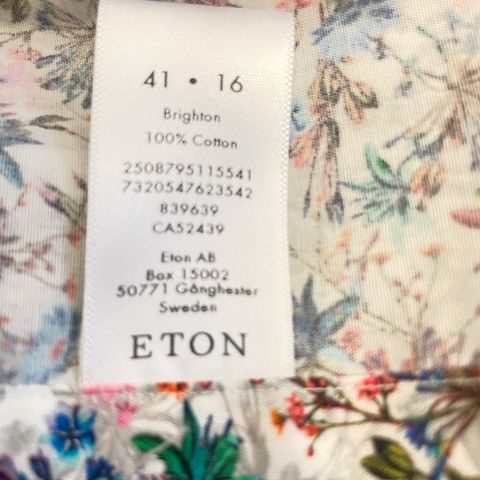 41 • 16
Brighton
100% Cotton
2508795115541
7320547623542
B39639
CA52439
Eton AB
Box 15002
50771 Gånghester
Sweden
ETON